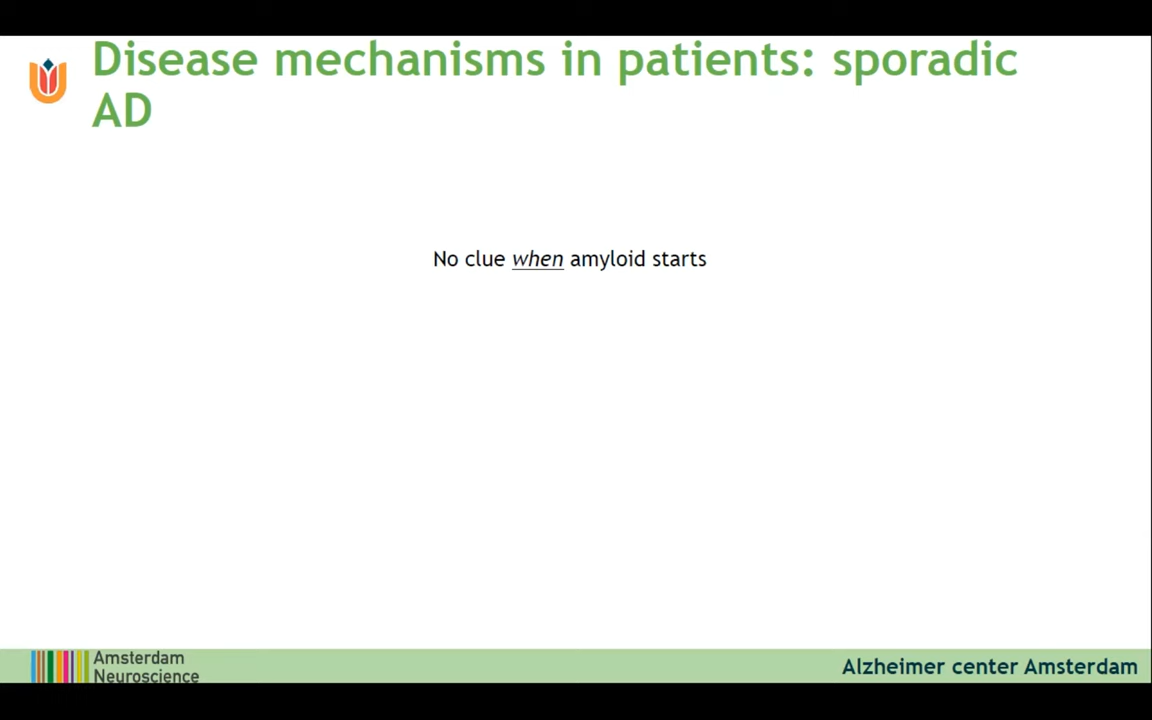 Disease mechanisms in patients: sporadic
AD
No clue when amyloid starts
Amsterdam
Neuroscience
Alzheimer center Amsterdam